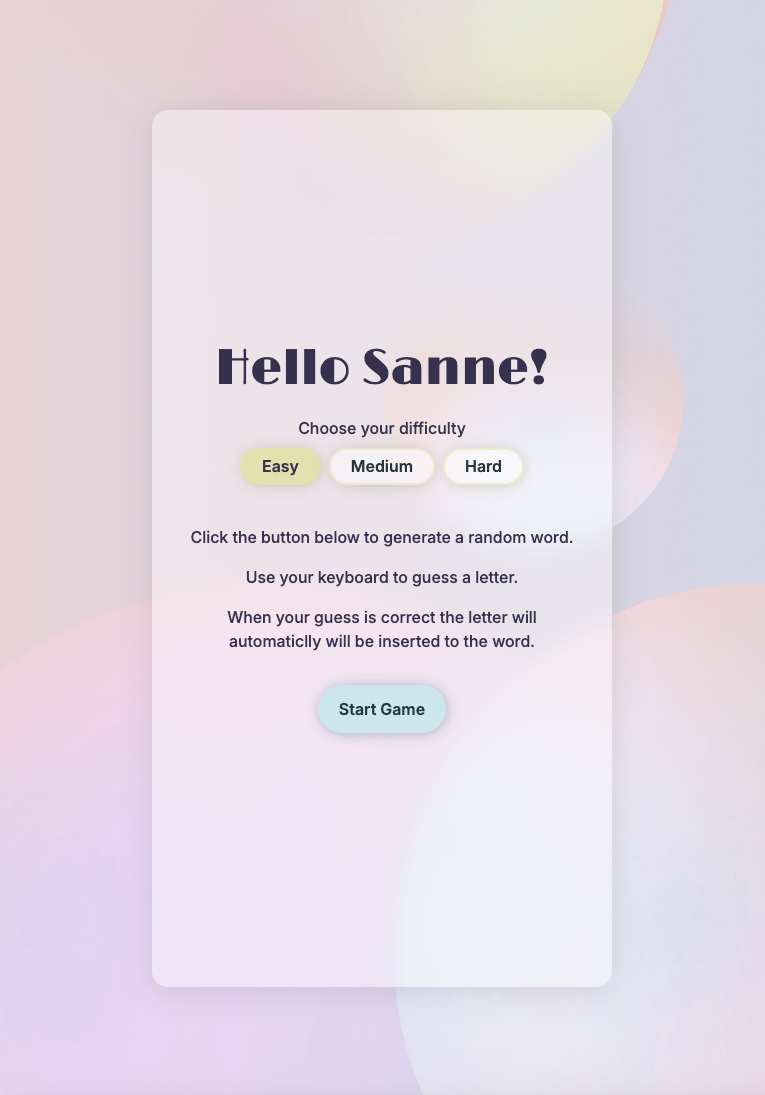 Hello Sanne!
Choose your difficulty
Easy Medium Hard
Click the button below to generate a random word.
Use your keyboard to guess a letter.
When your guess is correct the letter will
automaticlly will be inserted to the word.
Start Game